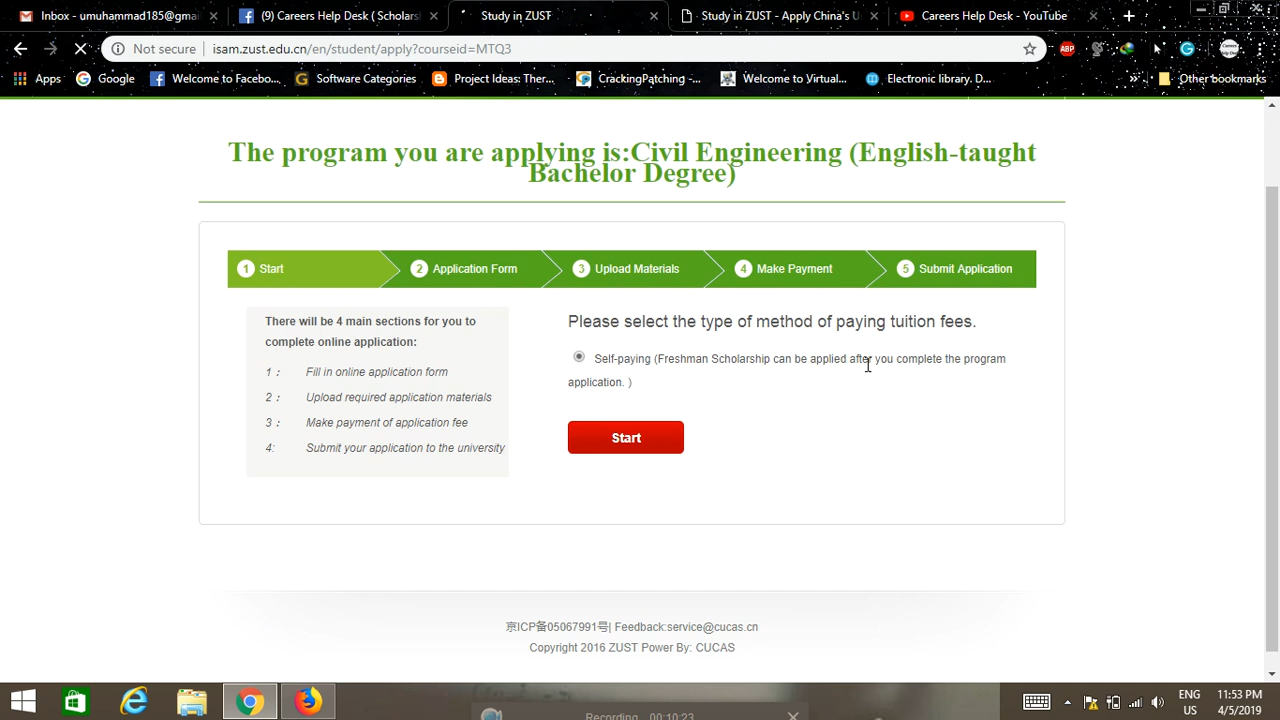 Inbox - umuhammad185@gmai
(9) Careers Help Desk ( Scholars
Study in ZUST
Study in ZUST - Apply China's U
Careers Help Desk - YouTube
Not secure
isam.zust.edu.cn/en/student/apply?courseid=MTQ3
ABP
Apps
Google
Welcome to Facebo...
Software Categories
Project Ideas: Ther...
CrackingPatching -...
Welcome to Virtual...
Electronic library. D...
Other bookmarks
The program you are applying is:Civil Engineering (English-taught
Bachelor Degree)
1 Start
2 Application Form
3 Upload Materials
4 Make Payment
5 Submit Application
There will be 4 main sections for you to
complete online application:
1： Fill in online application form
2： Upload required application materials
3： Make payment of application fee
4: Submit your application to the university
Please select the type of method of paying tuition fees.
Self-paying (Freshman Scholarship can be applied after you complete the program
application. )
Start
京ICP备05067991号| Feedback:service@cucas.cn
Copyright 2016 ZUST Power By: CUCAS
Recording 00:10:23
ENG
US
11:53 PM
4/5/2019